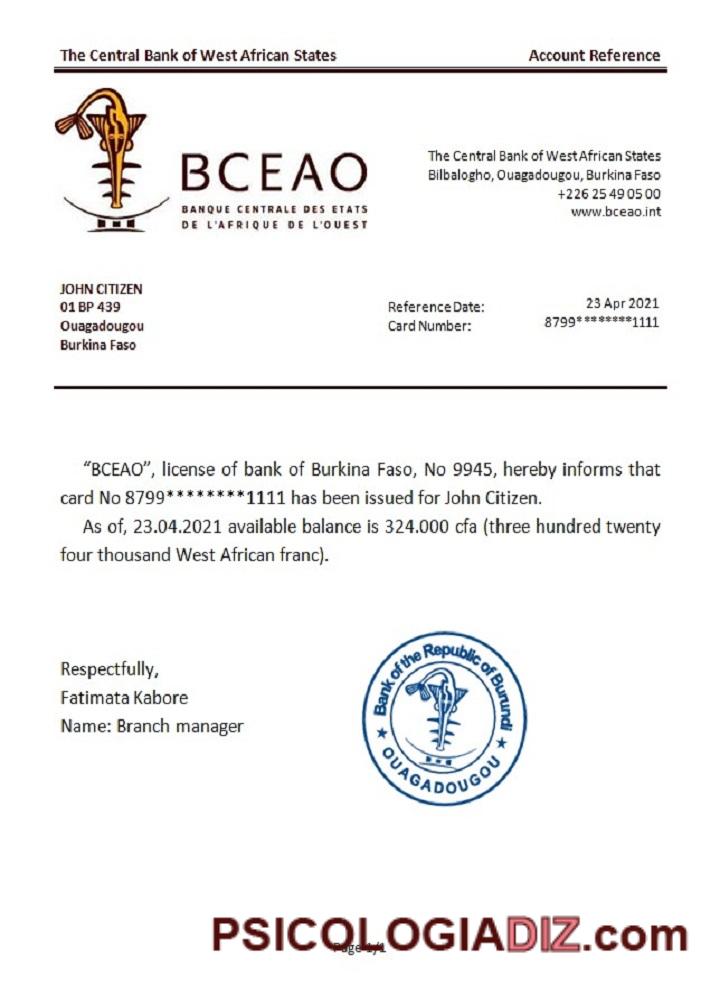 The Central Bank of West African States Account Reference
BCEAO
BANQUE CENTRALE DES ETATS
DE L'AFRIQUE DE L'OUEST
The Central Bank of West African States
Bilbalogho, Ouagadougou, Burkina Faso
+226 25 49 05 00
www.bceao.int
JOHN CITIZEN
01 BP 439
Ouagadougou
Burkina Faso
Reference Date: 23 Apr 2021
Card Number: 8799********1111
“BCEAO”, license of bank of Burkina Faso, No 9945, hereby informs that
card No 8799********1111 has been issued for John Citizen.
As of, 23.04.2021 available balance is 324.000 cfa (three hundred twenty
four thousand West African franc).
Respectfully,
Fatimata Kabore
Name: Branch manager
Bank of the Republic of Burundi
★ OUAGADOUGOU ★
PSICOLOGIADIZ.com
Page 1/1